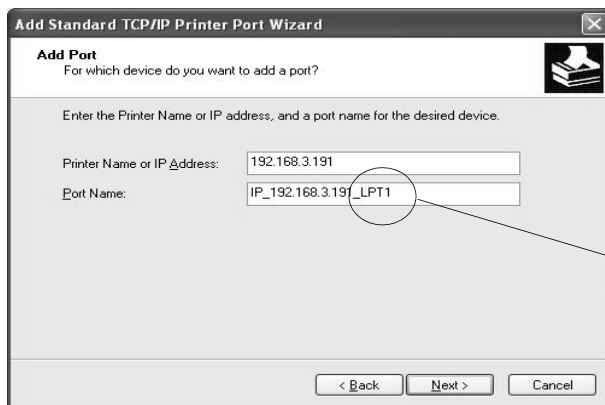 Add Standard TCP/IP Printer Port Wizard
Add Port
For which device do you want to add a port?
Enter the Printer Name or IP address, and a port name for the desired device.
Printer Name or IP Address: 192.168.3.191
Port Name: IP_192.168.3.191_LPT1
< Back Next > Cancel